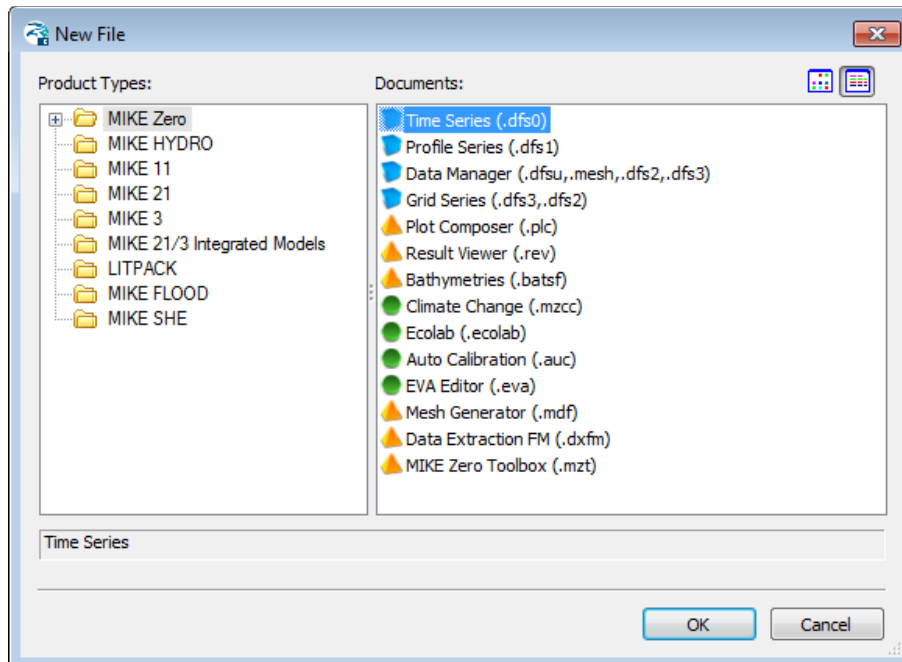 New File
Product Types:
MIKE Zero
MIKE HYDRO
MIKE 11
MIKE 21
MIKE 3
MIKE 21/3 Integrated Models
LITPACK
MIKE FLOOD
MIKE SHE
Documents:
Time Series (.dfs0)
Profile Series (.dfs1)
Data Manager (.dfsu,.mesh,.dfs2,.dfs3)
Grid Series (.dfs3,.dfs2)
Plot Composer (.plc)
Result Viewer (.rev)
Bathymetries (.batsf)
Climate Change (.mzcc)
Ecolab (.ecolab)
Auto Calibration (.auc)
EVA Editor (.eva)
Mesh Generator (.mdf)
Data Extraction FM (.dxfm)
MIKE Zero Toolbox (.mzt)
Time Series
OK
Cancel